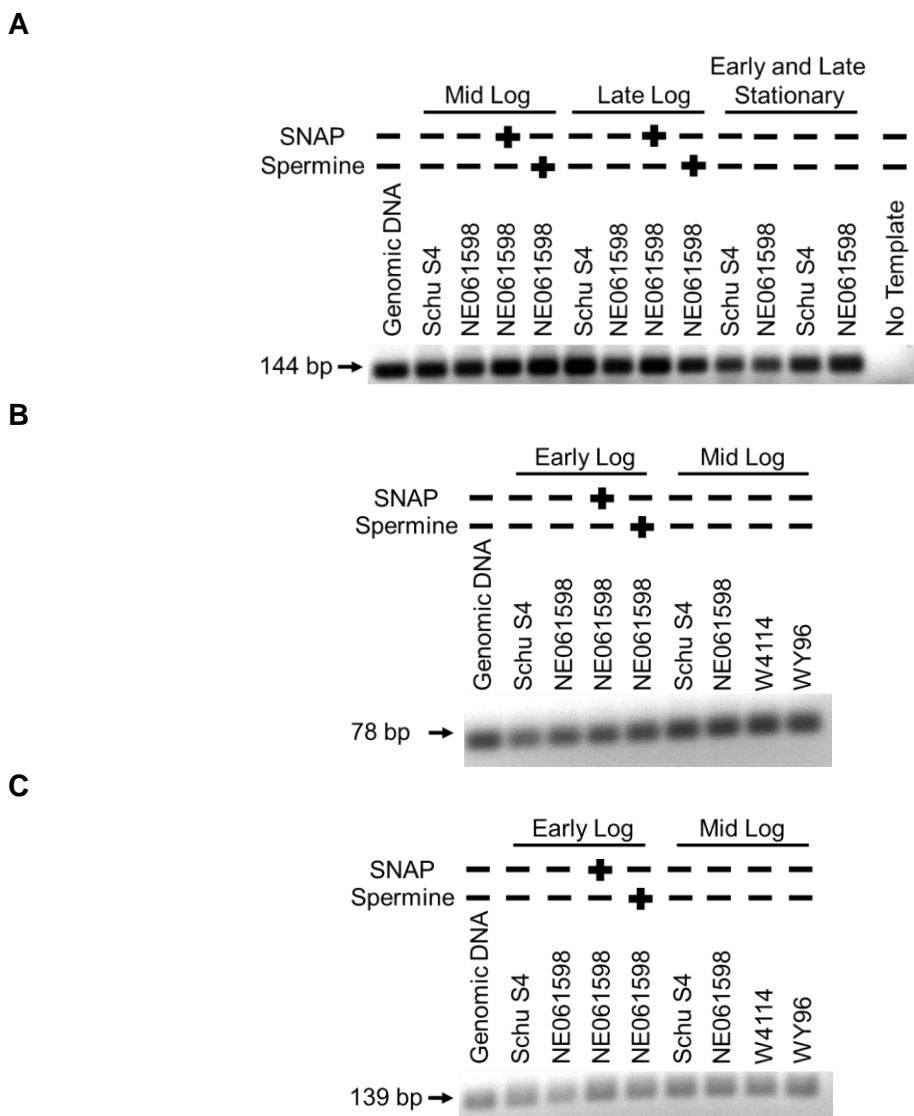 A
Early and Late
Mid Log Late Log Stationary
SNAP - - - + - - - + - - - - - -
Spermine - - - - + - - - + - - - - -
Genomic DNA Schu S4 NE061598 NE061598 NE061598 Schu S4 NE061598 NE061598 NE061598 Schu S4 NE061598 Schu S4 NE061598 No Template
144 bp →
B
Early Log Mid Log
SNAP - - - + - - - - -
Spermine - - - - + - - - -
Genomic DNA Schu S4 NE061598 NE061598 NE061598 Schu S4 NE061598 W4114 WY96
78 bp →
C
Early Log Mid Log
SNAP - - - + - - - - -
Spermine - - - - + - - - -
Genomic DNA Schu S4 NE061598 NE061598 NE061598 Schu S4 NE061598 W4114 WY96
139 bp →